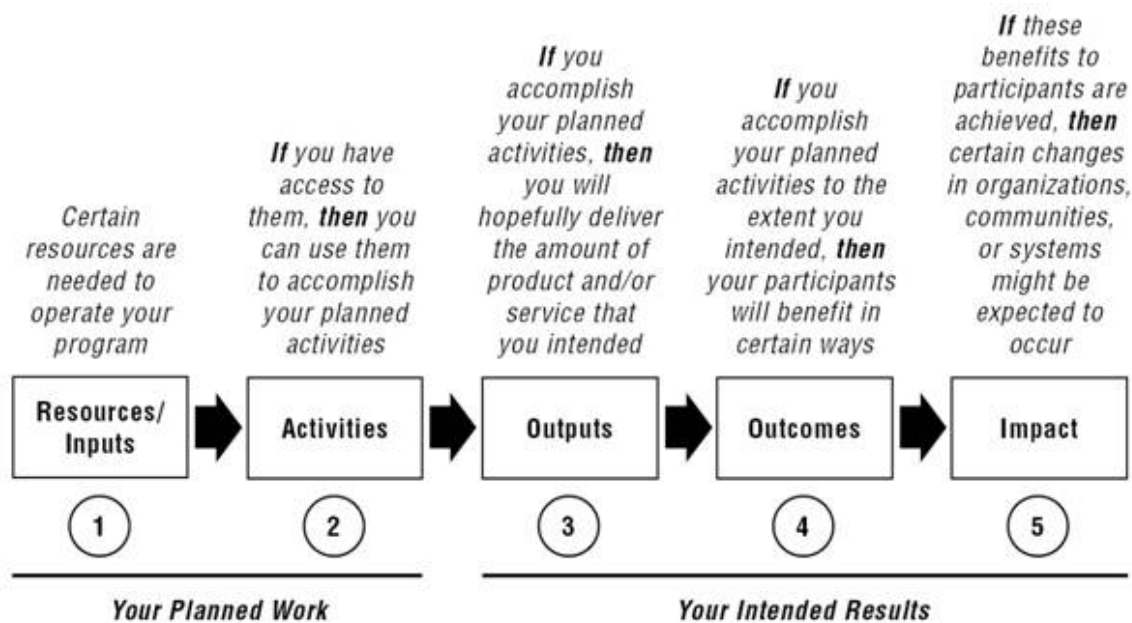 Certain
resources are
needed to
operate your
program
If you have
access to
them, then you
can use them
to accomplish
your planned
activities
If you
accomplish
your planned
activities, then
you will
hopefully deliver
the amount of
product and/or
service that
you intended
If you
accomplish
your planned
activities to the
extent you
intended, then
your participants
will benefit in
certain ways
If these
benefits to
participants are
achieved, then
certain changes
in organizations,
communities,
or systems
might be
expected to
occur
Resources/
Inputs
Activities
Outputs
Outcomes
Impact
1
2
3
4
5
Your Planned Work
Your Intended Results